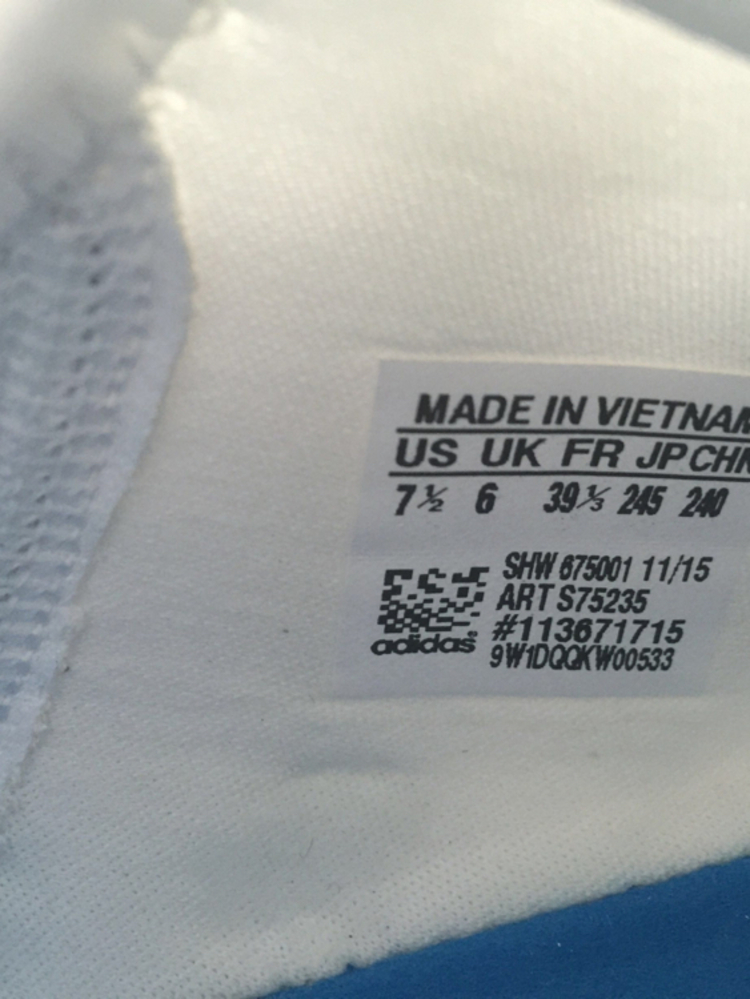 MADE IN VIETNAM
US UK FR JP CHN
7½ 6 39⅓ 245 240
SHW 675001 11/15
ART S75235
#113671715
adidas
9W1DQQKW00533